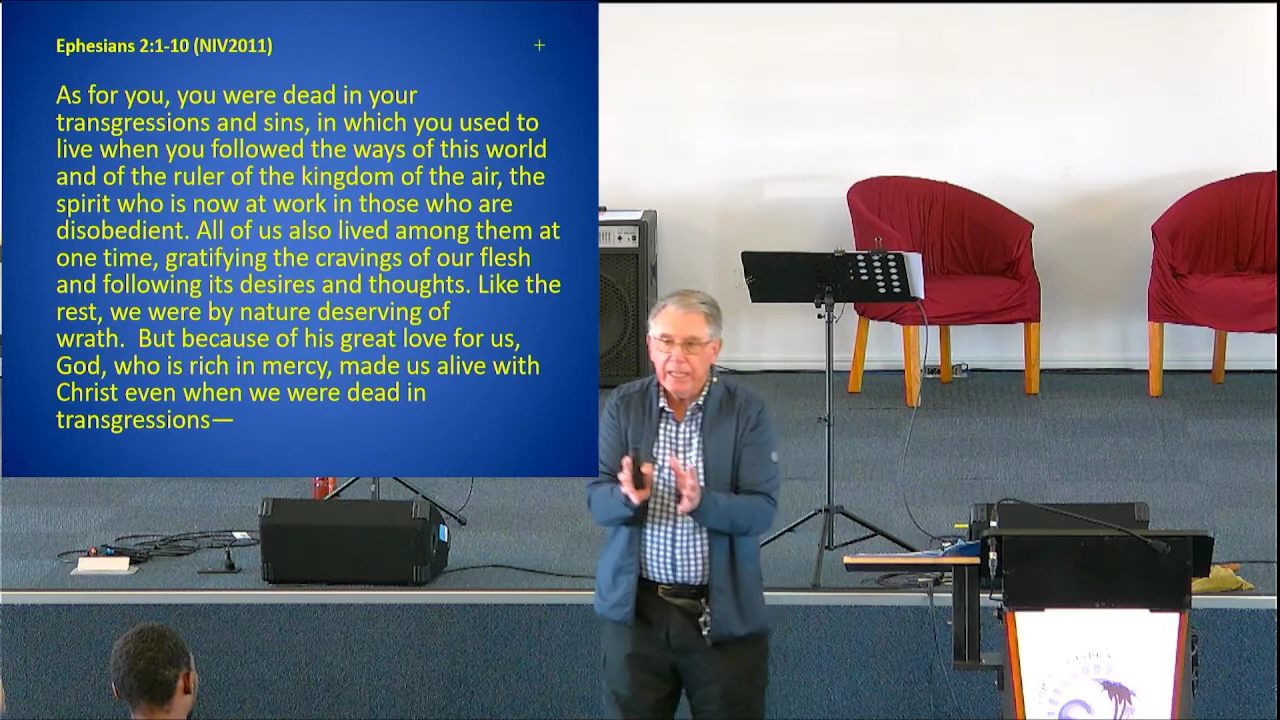 Ephesians 2:1-10 (NIV2011)
+
As for you, you were dead in your
transgressions and sins, in which you used to
live when you followed the ways of this world
and of the ruler of the kingdom of the air, the
spirit who is now at work in those who are
disobedient. All of us also lived among them at
one time, gratifying the cravings of our flesh
and following its desires and thoughts. Like the
rest, we were by nature deserving of
wrath.  But because of his great love for us,
God, who is rich in mercy, made us alive with
Christ even when we were dead in
transgressions—